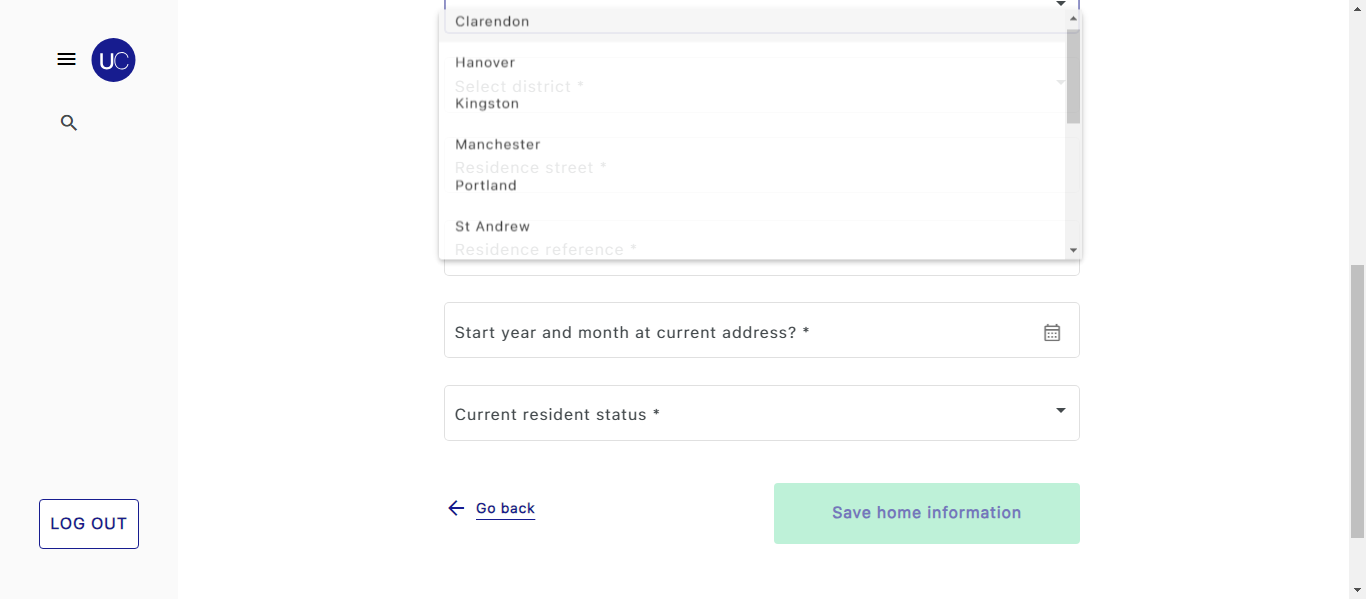 Clarendon
UC
Hanover
Select district *
Kingston
Manchester
Residence street *
Portland
St Andrew
Residence reference *
Start year and month at current address? *
Current resident status *
Go back
Save home information
LOG OUT